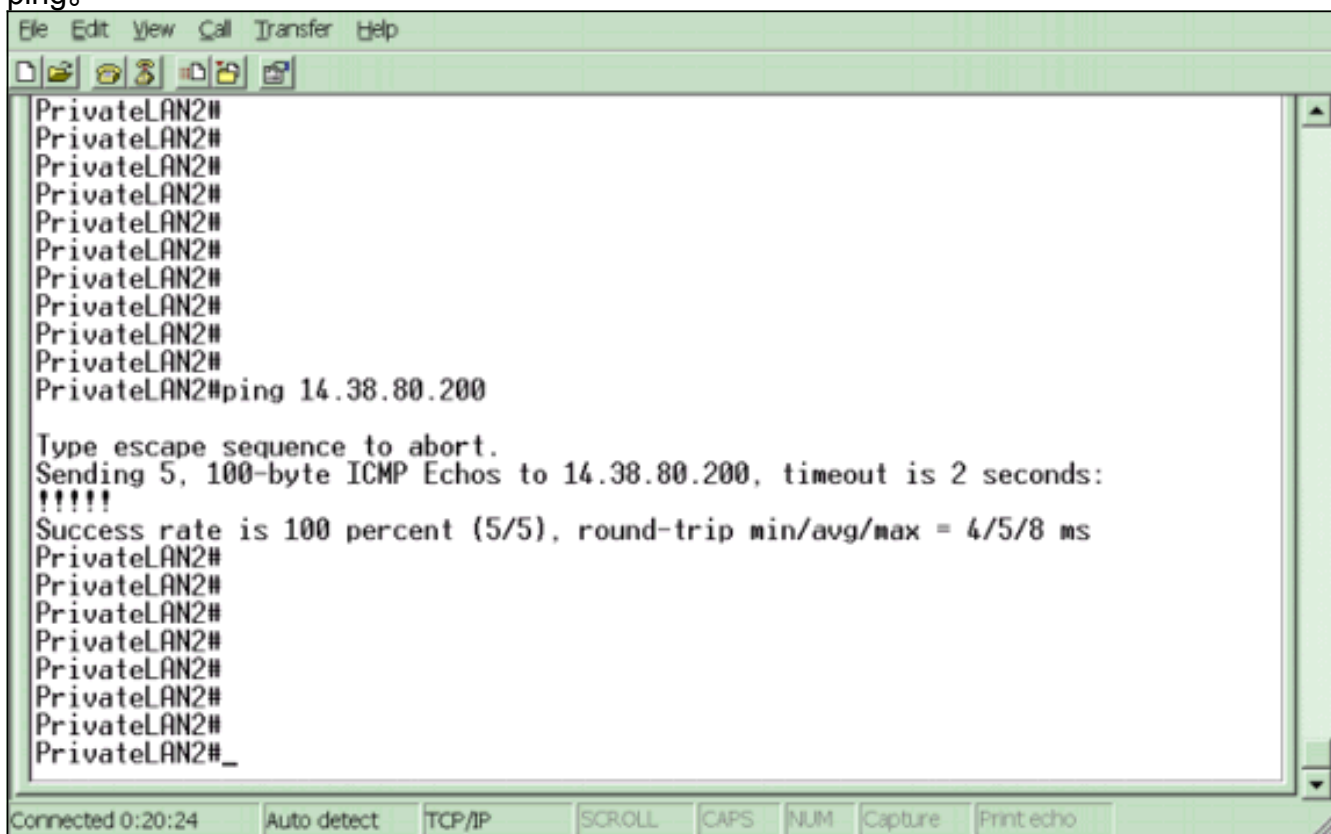 ping。
File Edit View Call Transfer Help
PrivateLAN2#
PrivateLAN2#
PrivateLAN2#
PrivateLAN2#
PrivateLAN2#
PrivateLAN2#
PrivateLAN2#
PrivateLAN2#
PrivateLAN2#
PrivateLAN2#
PrivateLAN2#ping 14.38.80.200
Type escape sequence to abort.
Sending 5, 100-byte ICMP Echos to 14.38.80.200, timeout is 2 seconds:
!!!!!
Success rate is 100 percent (5/5), round-trip min/avg/max = 4/5/8 ms
PrivateLAN2#
PrivateLAN2#
PrivateLAN2#
PrivateLAN2#
PrivateLAN2#
PrivateLAN2#
PrivateLAN2#
PrivateLAN2#_
Connected 0:20:24 Auto detect TCP/IP SCROLL CAPS NUM Capture Print echo